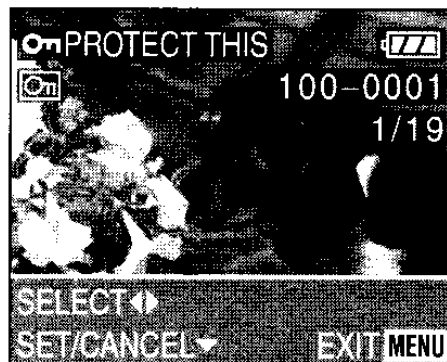 PROTECT THIS
100-0001
1/19
SELECT
SET/CANCEL
EXIT MENU